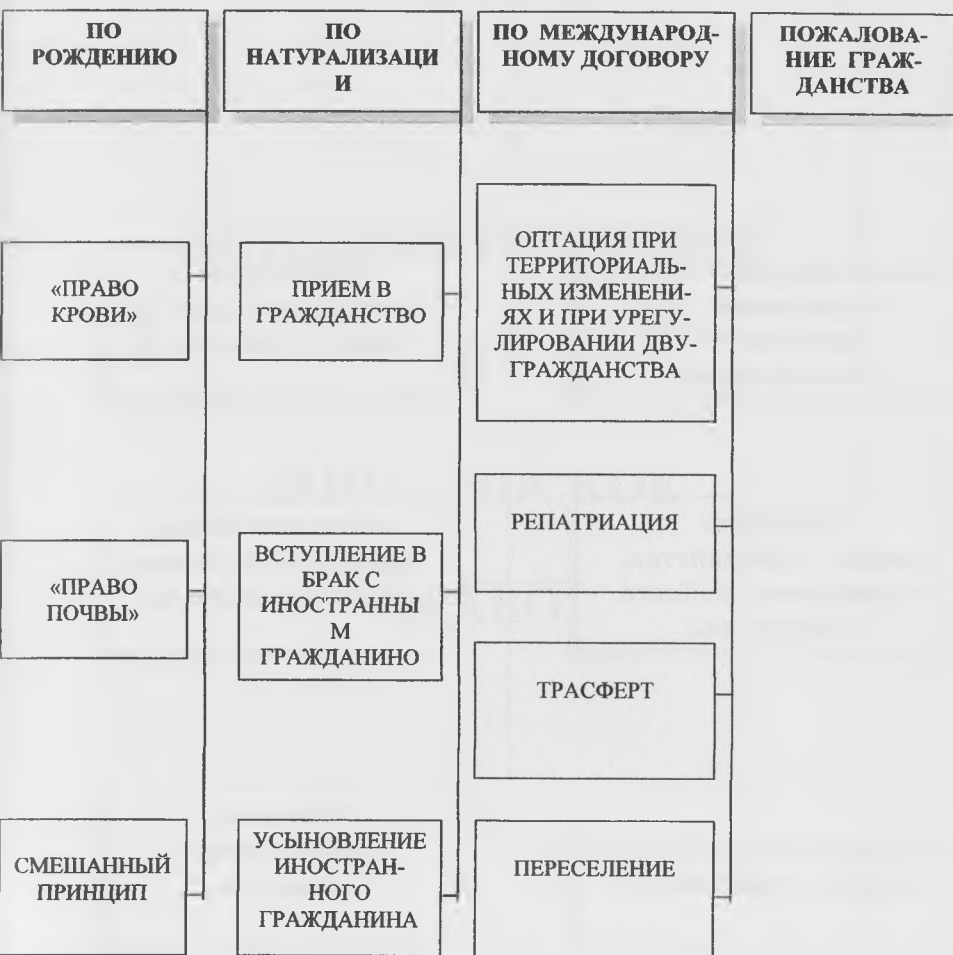 ПО
РОЖДЕНИЮ
ПО
НАТУРАЛИЗАЦИ
И
ПО МЕЖДУНАРОД-
НОМУ ДОГОВОРУ
ПОЖАЛОВА-
НИЕ ГРАЖ-
ДАНСТВА
«ПРАВО
КРОВИ»
ПРИЕМ В
ГРАЖДАНСТВО
ОПТАЦИЯ ПРИ
ТЕРРИТОРИАЛЬ-
НЫХ ИЗМЕНЕНИ-
ЯХ И ПРИ УРЕГУ-
ЛИРОВАНИИ ДВУ-
ГРАЖДАНСТВА
«ПРАВО
ПОЧВЫ»
ВСТУПЛЕНИЕ В
БРАК С
ИНОСТРАННЫ
М
ГРАЖДАНИНО
РЕПАТРИАЦИЯ
ТРАСФЕРТ
СМЕШАННЫЙ
ПРИНЦИП
УСЫНОВЛЕНИЕ
ИНОСТРАН-
НОГО
ГРАЖДАНИНА
ПЕРЕСЕЛЕНИЕ